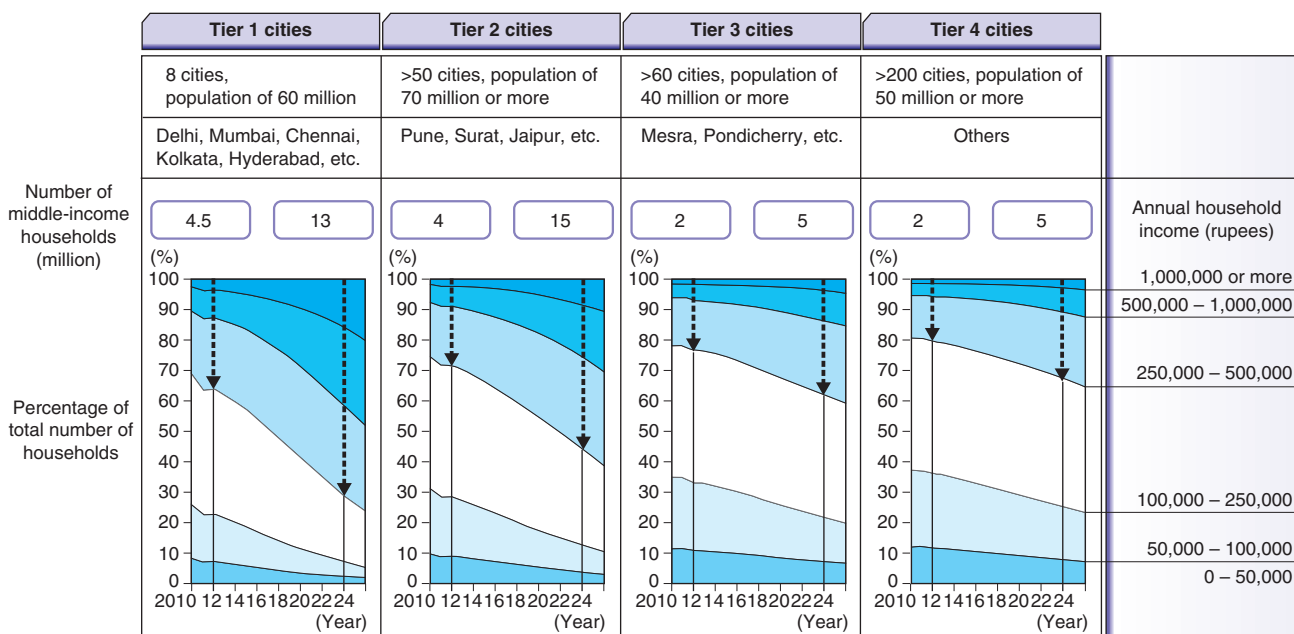 Tier 1 cities
Tier 2 cities
Tier 3 cities
Tier 4 cities
8 cities,
population of 60 million
>50 cities, population of
70 million or more
>60 cities, population of
40 million or more
>200 cities, population of
50 million or more
Delhi, Mumbai, Chennai,
Kolkata, Hyderabad, etc.
Pune, Surat, Jaipur, etc.
Mesra, Pondicherry, etc.
Others
Number of
middle-income
households
(million)
4.5
13
4
15
2
5
2
5
Annual household
income (rupees)
Percentage of
total number of
households
(%)
100
90
80
70
60
50
40
30
20
10
0
2010 12 14 16 18 20 22 24
(Year)
(%)
100
90
80
70
60
50
40
30
20
10
0
2010 12 14 16 18 20 22 24
(Year)
(%)
100
90
80
70
60
50
40
30
20
10
0
2010 12 14 16 18 20 22 24
(Year)
(%)
100
90
80
70
60
50
40
30
20
10
0
2010 12 14 16 18 20 22 24
(Year)
1,000,000 or more
500,000 – 1,000,000
250,000 – 500,000
100,000 – 250,000
50,000 – 100,000
0 – 50,000